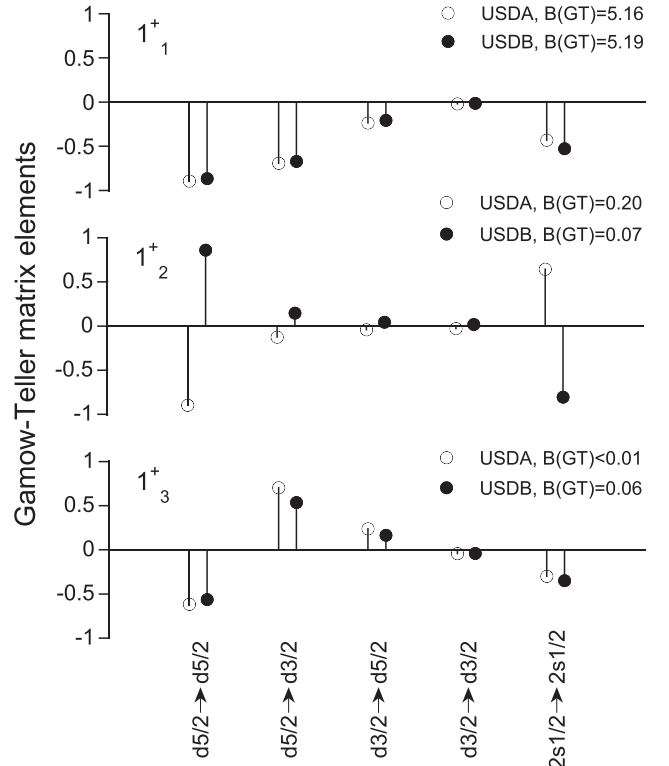 Gamow-Teller matrix elements
1
0.5
0
-0.5
-1
1+1
USDA, B(GT)=5.16
USDB, B(GT)=5.19
1
0.5
0
-0.5
-1
1+2
USDA, B(GT)=0.20
USDB, B(GT)=0.07
1
0.5
0
-0.5
-1
1+3
USDA, B(GT)<0.01
USDB, B(GT)=0.06
d5/2→d5/2
d5/2→d3/2
d3/2→d5/2
d3/2→d3/2
2s1/2→2s1/2